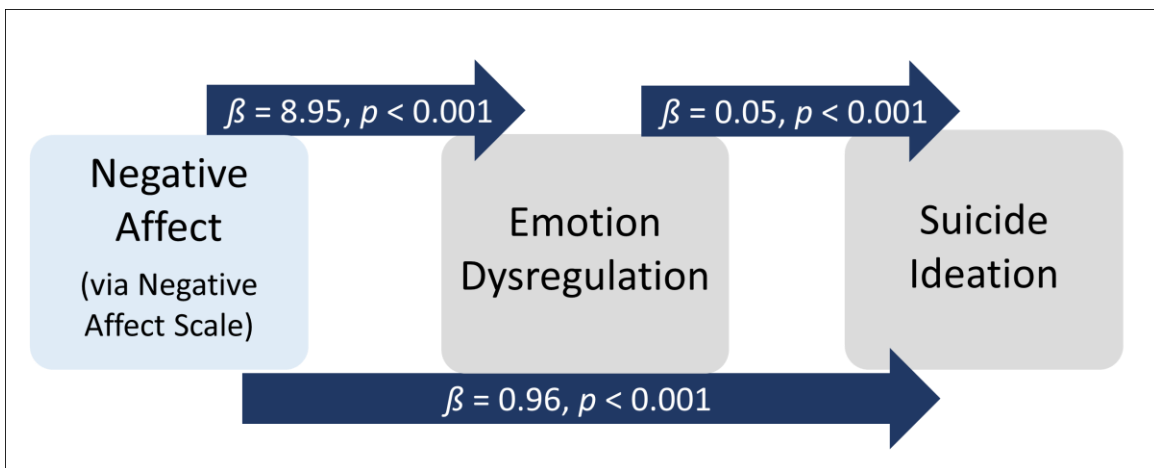 ß = 8.95, p < 0.001
ß = 0.05, p < 0.001
Negative
Affect
(via Negative
Affect Scale)
Emotion
Dysregulation
Suicide
Ideation
ß = 0.96, p < 0.001